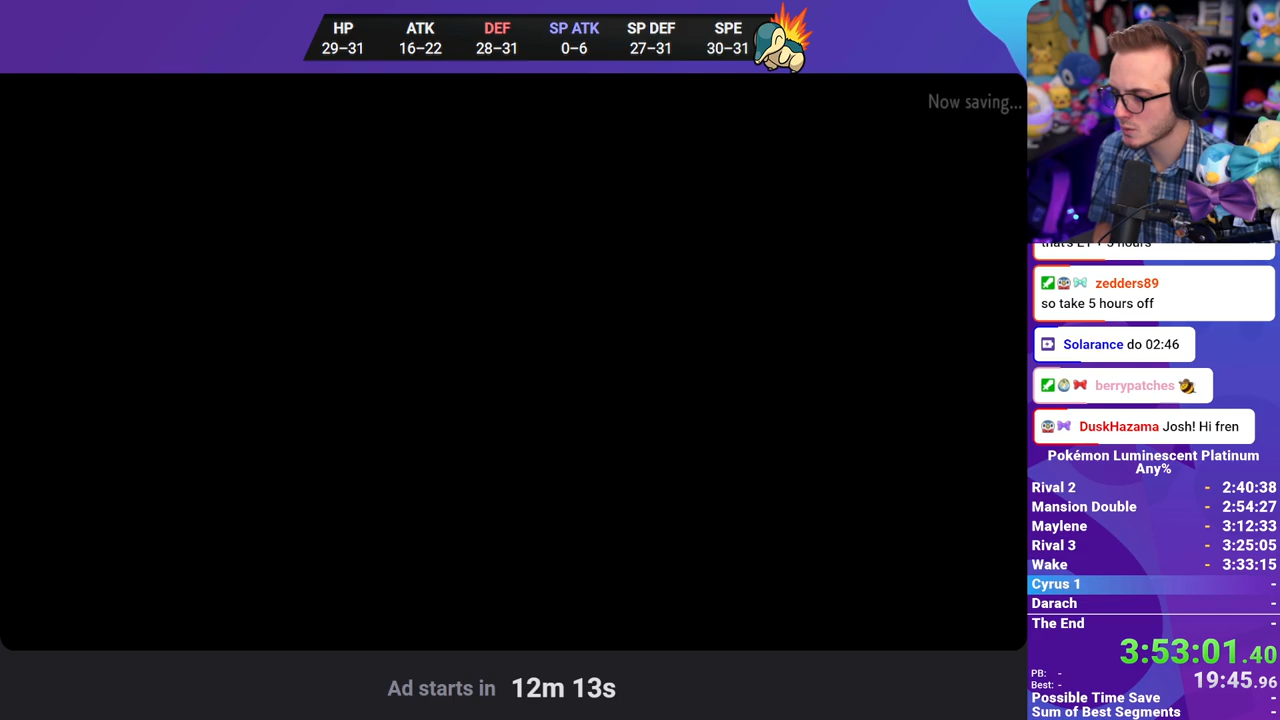 HP ATK DEF SP ATK SP DEF SPE
29–31 16–22 28–31 0–6 27–31 30–31
Now saving...
zedders89
so take 5 hours off
Solarance do 02:46
berrypatches
DuskHazama Josh! Hi fren
Pokémon Luminescent Platinum
Any%
Rival 2 - 2:40:38
Mansion Double - 2:54:27
Maylene - 3:12:33
Rival 3 - 3:25:05
Wake - 3:33:15
Cyrus 1 -
Darach -
The End -
3:53:01.40
PB: -
Best: -
19:45.96
Possible Time Save -
Sum of Best Segments -
Ad starts in 12m 13s